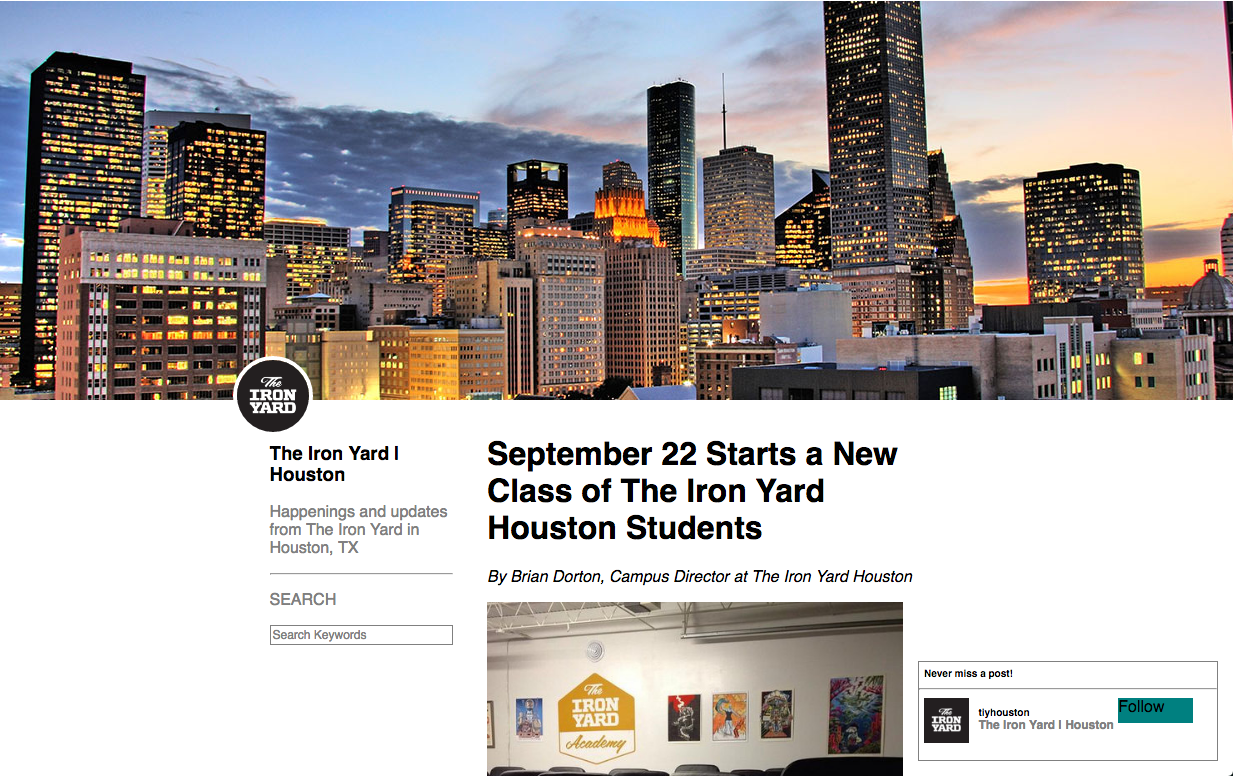 The
IRON
YARD
The Iron Yard |
Houston
Happenings and updates
from The Iron Yard in
Houston, TX
SEARCH
Search Keywords
September 22 Starts a New
Class of The Iron Yard
Houston Students
By Brian Dorton, Campus Director at The Iron Yard Houston
The
IRON
YARD
Academy
Never miss a post!
The
IRON
YARD
tiyhouston
The Iron Yard | Houston
Follow